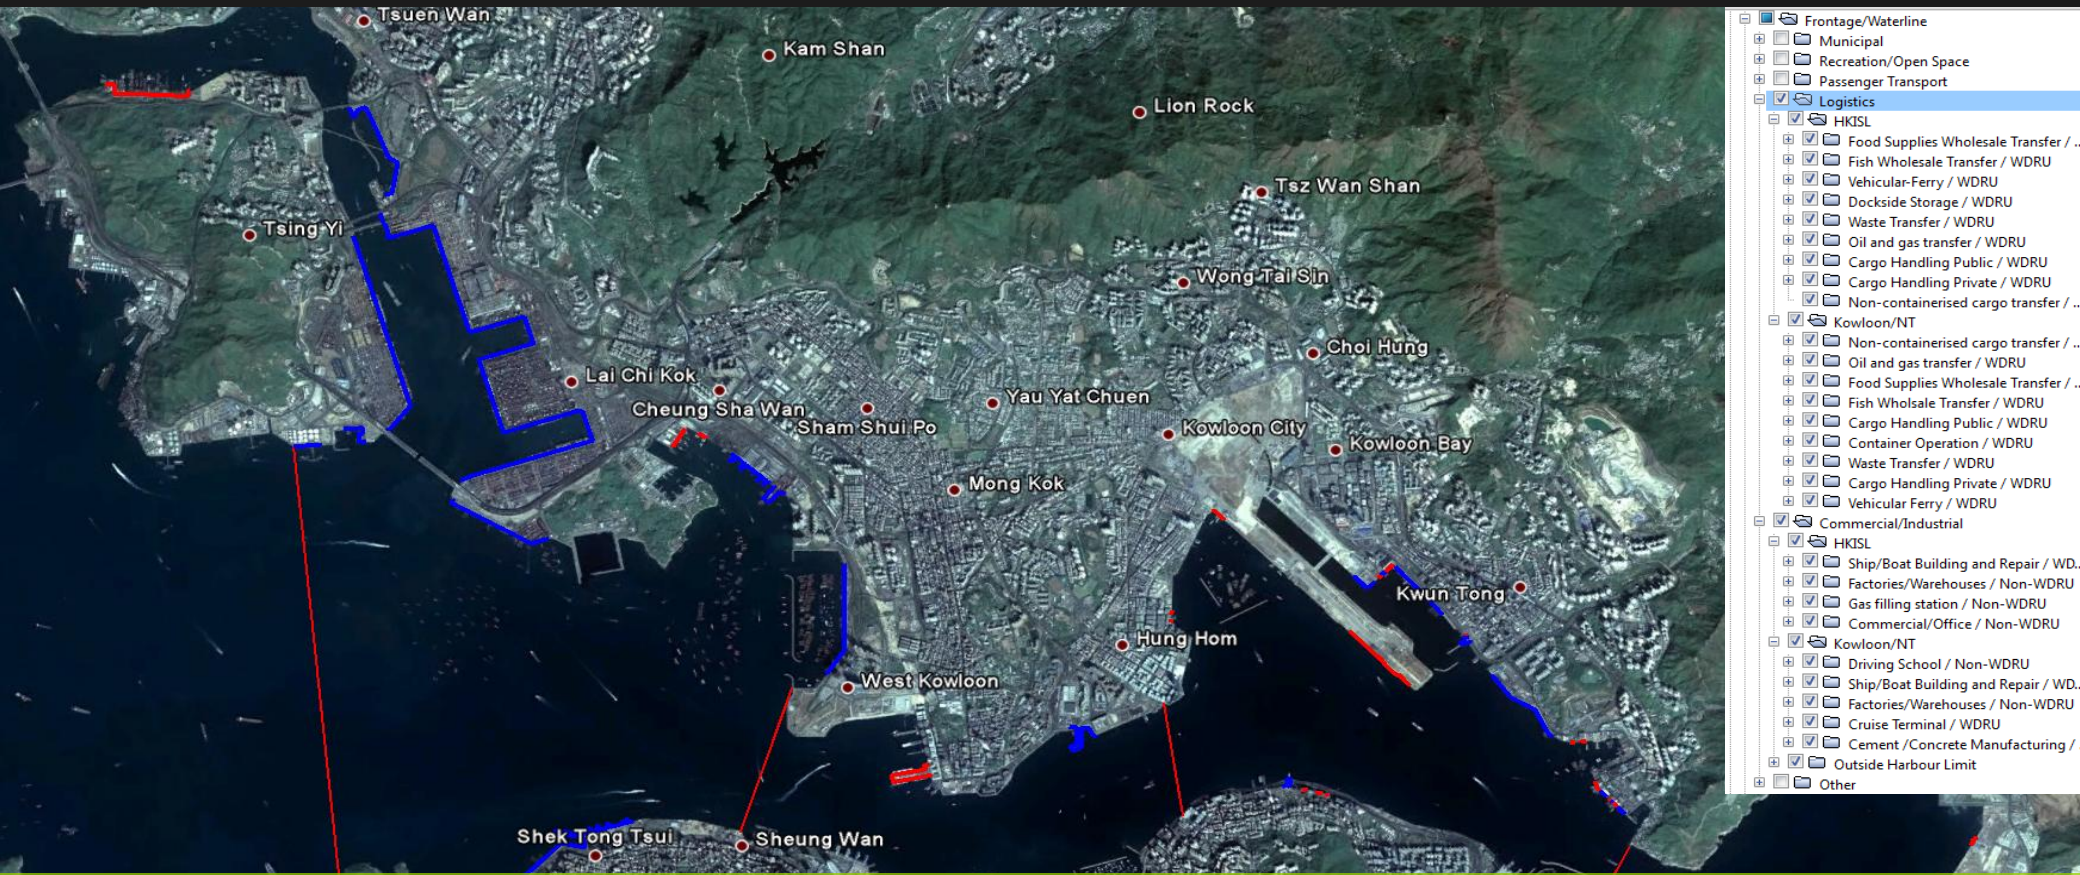 Tsuen Wan
Kam Shan
Lion Rock
Tsz Wan Shan
Tsing Yi
Wong Tai Sin
Choi Hung
Lai Chi Kok
Cheung Sha Wan
Sham Shui Po
Yau Yat Chuen
Kowloon City
Kowloon Bay
Mong Kok
Kwun Tong
Hung Hom
West Kowloon
Shek Tong Tsui
Sheung Wan
Frontage/Waterline
Municipal
Recreation/Open Space
Passenger Transport
Logistics
HKISL
Food Supplies Wholesale Transfer / ..
Fish Wholesale Transfer / WDRU
Vehicular-Ferry / WDRU
Dockside Storage / WDRU
Waste Transfer / WDRU
Oil and gas transfer / WDRU
Cargo Handling Public / WDRU
Cargo Handling Private / WDRU
Non-containerised cargo transfer / ..
Kowloon/NT
Non-containerised cargo transfer / ..
Oil and gas transfer / WDRU
Food Supplies Wholesale Transfer / ..
Fish Wholsale Transfer / WDRU
Cargo Handling Public / WDRU
Container Operation / WDRU
Waste Transfer / WDRU
Cargo Handling Private / WDRU
Vehicular Ferry / WDRU
Commercial/Industrial
HKISL
Ship/Boat Building and Repair / WD..
Factories/Warehouses / Non-WDRU
Gas filling station / Non-WDRU
Commercial/Office / Non-WDRU
Kowloon/NT
Driving School / Non-WDRU
Ship/Boat Building and Repair / WD..
Factories/Warehouses / Non-WDRU
Cruise Terminal / WDRU
Cement /Concrete Manufacturing /
Outside Harbour Limit
Other